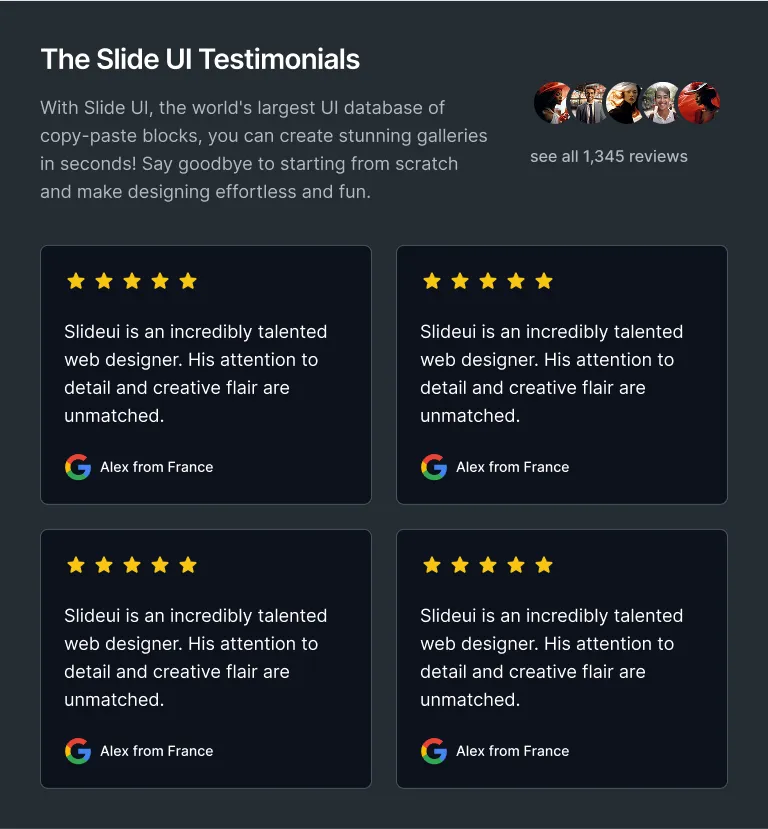 The Slide UI Testimonials
With Slide UI, the world's largest UI database of
copy-paste blocks, you can create stunning galleries
in seconds! Say goodbye to starting from scratch
and make designing effortless and fun.
see all 1,345 reviews
Slideui is an incredibly talented
web designer. His attention to
detail and creative flair are
unmatched.
Alex from France
Slideui is an incredibly talented
web designer. His attention to
detail and creative flair are
unmatched.
Alex from France
Slideui is an incredibly talented
web designer. His attention to
detail and creative flair are
unmatched.
Alex from France
Slideui is an incredibly talented
web designer. His attention to
detail and creative flair are
unmatched.
Alex from France